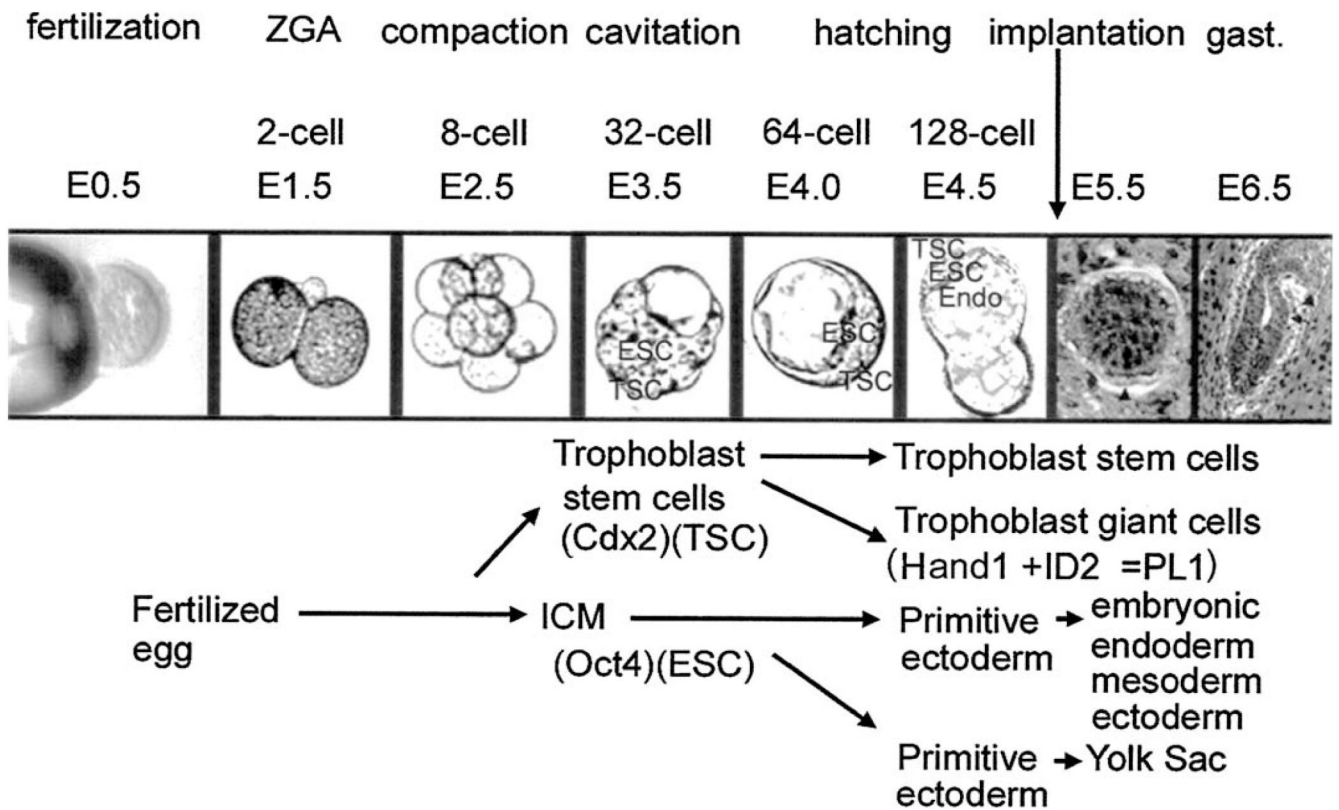 fertilization ZGA compaction cavitation hatching implantation gast.
2-cell 8-cell 32-cell 64-cell 128-cell
E0.5 E1.5 E2.5 E3.5 E4.0 E4.5 E5.5 E6.5
TSC
ESC
Endo
ESC
TSC
ESC
TSC
Trophoblast
stem cells
(Cdx2)(TSC)
Trophoblast stem cells
Trophoblast giant cells
(Hand1 +ID2 =PL1)
Fertilized
egg
ICM
(Oct4)(ESC)
Primitive
ectoderm
embryonic
endoderm
mesoderm
ectoderm
Primitive
ectoderm
Yolk Sac